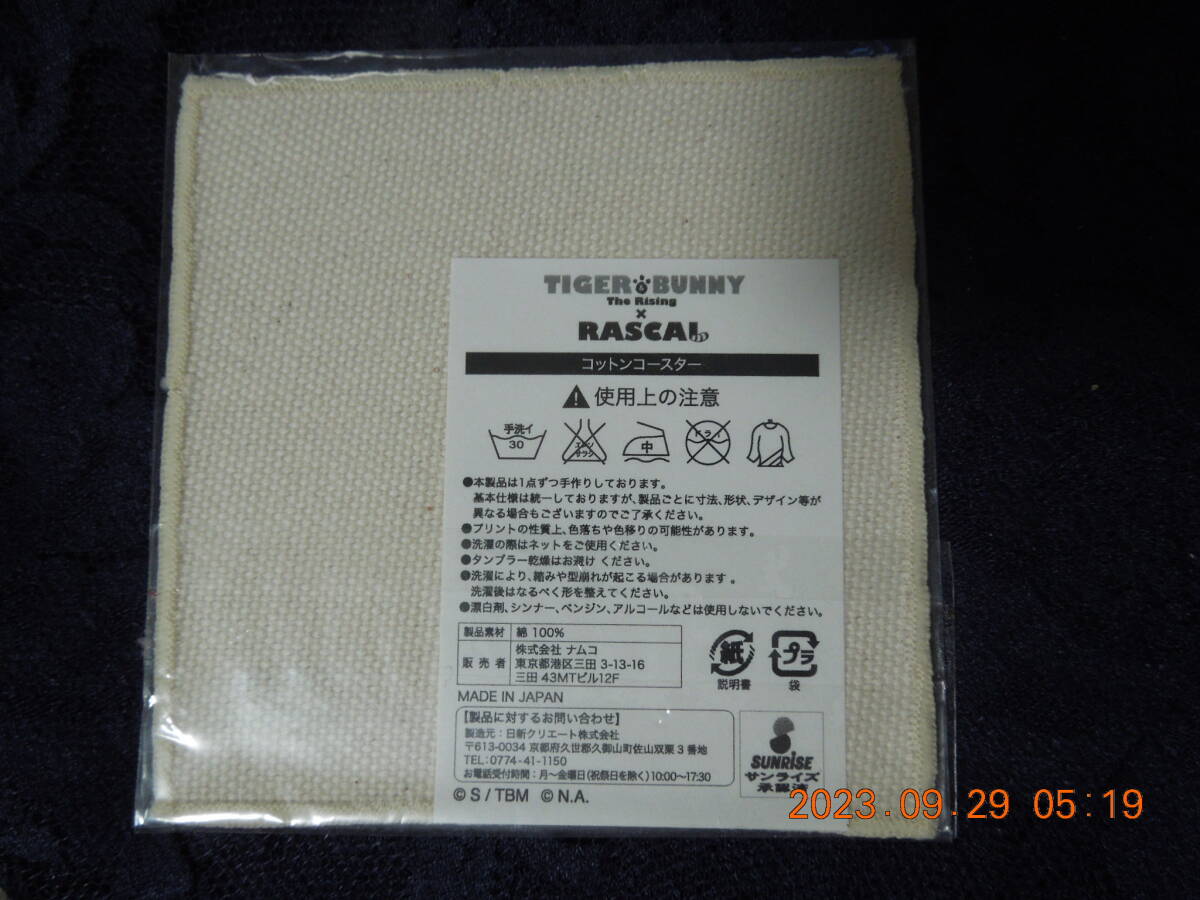 TIGER&BUNNY
The Rising
×
RASCAL
コットンコースター
使用上の注意
手洗イ 30 エンソサラシ 中 ドライ
●本製品は1点ずつ手作りしております。
基本仕様は統一しておりますが、製品ごとに寸法、形状、デザイン等が
異なる場合もございますのでご了承ください。
●プリントの性質上、色落ちや色移りの可能性があります。
●洗濯の際はネットをご使用ください。
●タンブラー乾燥はお避けください。
●洗濯により、縮みや型崩れが起こる場合があります。
洗濯後はなるべく形を整えてください。
●漂白剤、シンナー、ベンジン、アルコールなどは使用しないでください。
製品素材 綿 100%
販売者 株式会社 ナムコ
東京都港区三田 3-13-16
三田 43MTビル12F
紙 プラ
説明書 袋
MADE IN JAPAN
【製品に対するお問い合わせ】
製造元：日新クリエート株式会社
〒613-0034 京都府久世郡久御山町佐山双栗 3 番地
TEL:0774-41-1150
お電話受付時間：月～金曜日(祝祭日を除く)10:00～17:30
SUNRISE
サンライズ
承認済
©S/TBM ©N.A.
2023.09.29 05:19